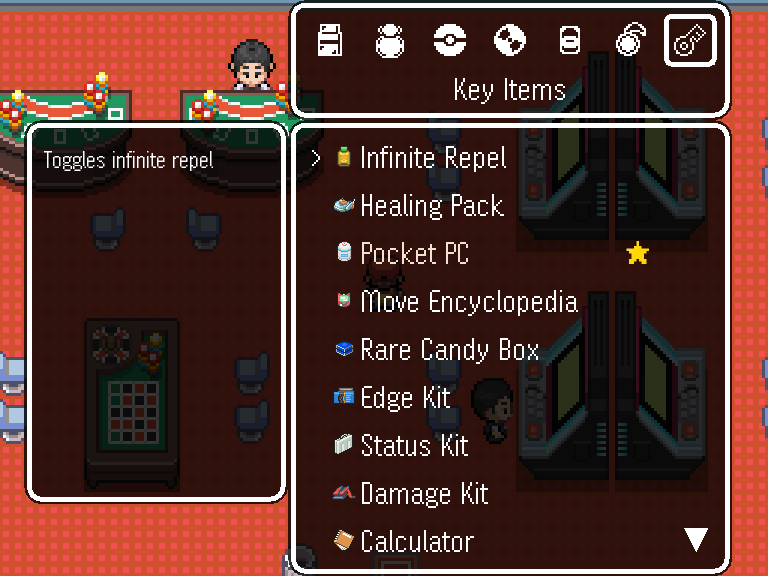 Key Items
Toggles infinite repel
Infinite Repel
Healing Pack
Pocket PC
Move Encyclopedia
Rare Candy Box
Edge Kit
Status Kit
Damage Kit
Calculator